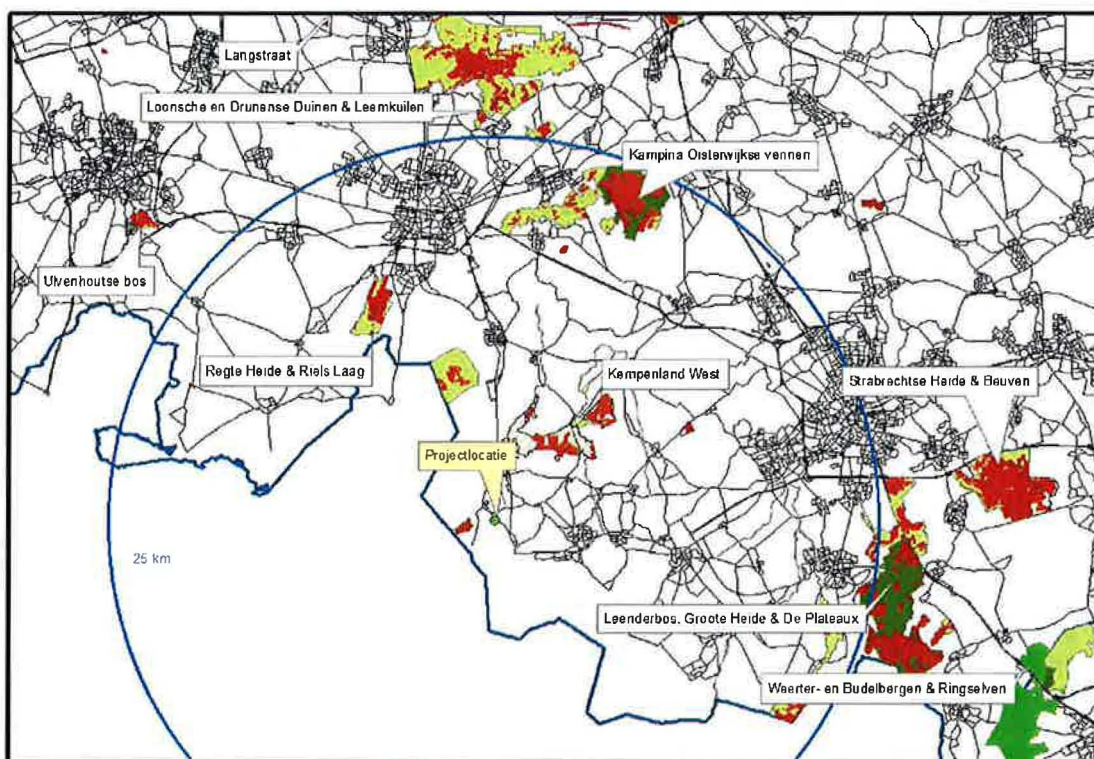 Langstraat
Loonsche en Drunense Duinen & Leemkuilen
Kampina Oisterwijkse vennen
Ulvenhoutse bos
Regte Heide & Riels Laag
Kempenland West
Strabrechtse Heide & Beuven
Projectlocatie
25 km
Leenderbos, Groote Heide & De Plateaux
Weerter- en Budelbergen & Ringselven